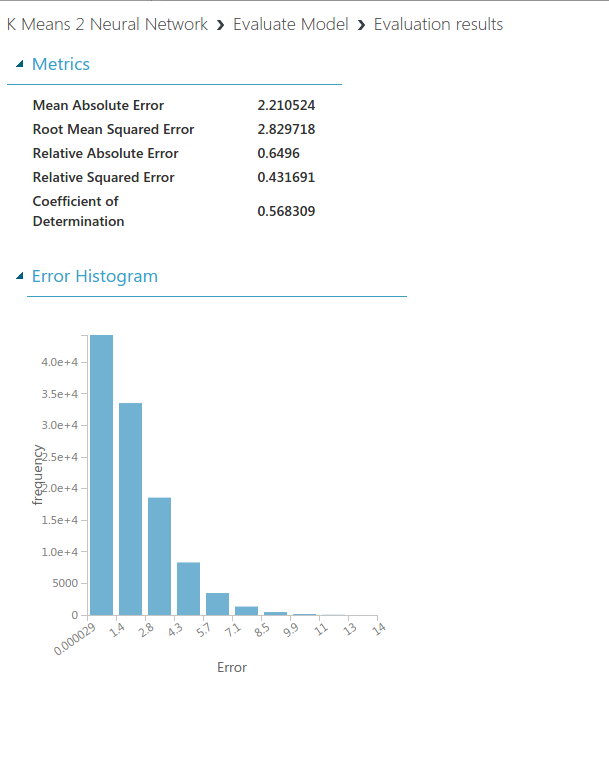 K Means 2 Neural Network › Evaluate Model › Evaluation results
Metrics
Mean Absolute Error 2.210524
Root Mean Squared Error 2.829718
Relative Absolute Error 0.6496
Relative Squared Error 0.431691
Coefficient of
Determination 0.568309
Error Histogram
4.0e+4
3.5e+4
3.0e+4
2.5e+4
2.0e+4
1.5e+4
1.0e+4
5000
0
frequency
0.000029 1.4 2.8 4.3 5.7 7.1 8.5 9.9 11 13 14
Error